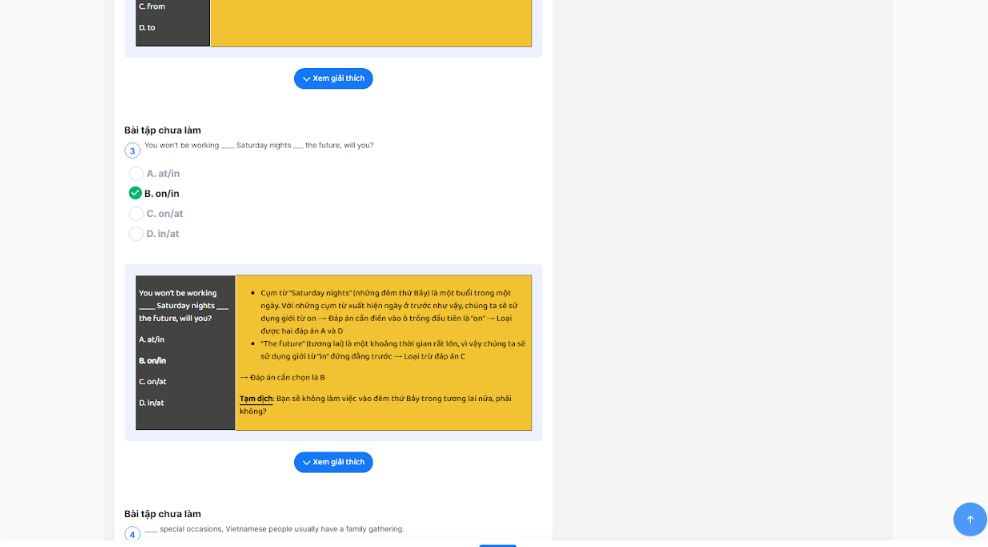 C. from
D. to
Xem giải thích
Bài tập chưa làm
3
You won't be working ____ Saturday nights ___ the future, will you?
A. at/in
B. on/in
C. on/at
D. in/at
You won't be working
____ Saturday nights ___
the future, will you?
A. at/in
B. on/in
C. on/at
D. in/at
Cụm từ "Saturday nights" (những đêm thứ Bảy) là một buổi trong một
ngày. Với những cụm từ xuất hiện ngày ở trước như vậy, chúng ta sẽ sử
dụng giới từ on → Đáp án cần điền vào ô trống đầu tiên là "on" → Loại
được hai đáp án A và D
"The future" (tương lai) là một khoảng thời gian rất lớn, vì vậy chúng ta sẽ
sử dụng giới từ "in" đứng đằng trước → Loại trừ đáp án C
→ Đáp án cần chọn là B
Tạm dịch: Bạn sẽ không làm việc vào đêm thứ Bảy trong tương lai nữa, phải
không?
Xem giải thích
Bài tập chưa làm
4
____ special occasions, Vietnamese people usually have a family gathering.